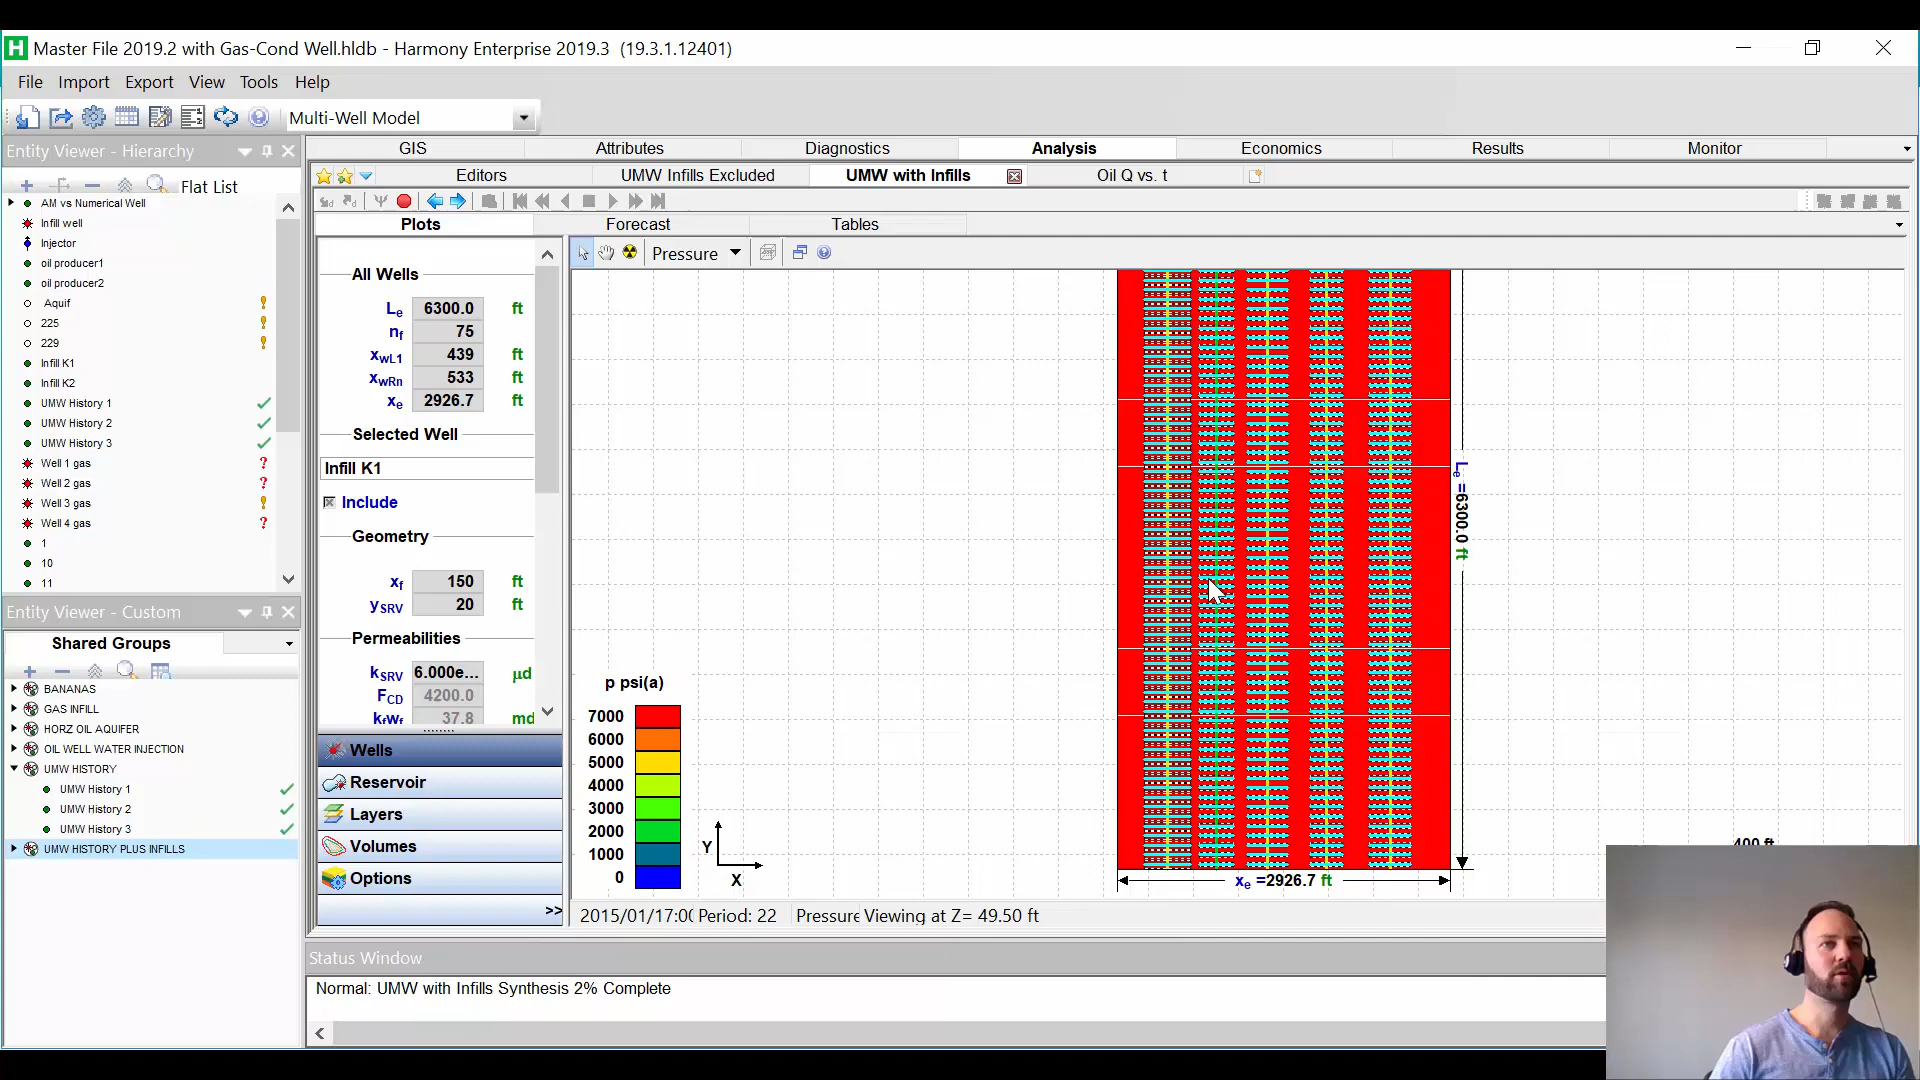 Master File 2019.2 with Gas-Cond Well.hldb - Harmony Enterprise 2019.3 (19.3.1.12401)
File Import Export View Tools Help
Multi-Well Model
Entity Viewer - Hierarchy
Flat List
AM vs Numerical Well
Infill well
Injector
oil producer1
oil producer2
Aquif
225
229
Infill K1
Infill K2
UMW History 1
UMW History 2
UMW History 3
Well 1 gas
Well 2 gas
Well 3 gas
Well 4 gas
1
10
11
Entity Viewer - Custom
Shared Groups
BANANAS
GAS INFILL
HORZ OIL AQUIFER
OIL WELL WATER INJECTION
UMW HISTORY
UMW History 1
UMW History 2
UMW History 3
UMW HISTORY PLUS INFILLS
GIS Attributes Diagnostics Analysis Economics Results Monitor
Editors UMW Infills Excluded UMW with Infills Oil Q vs. t
Plots Forecast Tables
All Wells
Le 6300.0 ft
nf 75
xwL1 439 ft
xwRn 533 ft
xe 2926.7 ft
Selected Well
Infill K1
Include
Geometry
xf 150 ft
ySRV 20 ft
Permeabilities
kSRV 6.000e... μd
FCD 4200.0
kfwf 37.8 md
Wells
Reservoir
Layers
Volumes
Options
>>
Pressure
p psi(a)
7000
6000
5000
4000
3000
2000
1000
0
Y
X
Le =6300.0 ft
xe =2926.7 ft
400 ft
2015/01/17:00 Period: 22 Pressure Viewing at Z= 49.50 ft
Status Window
Normal: UMW with Infills Synthesis 2% Complete